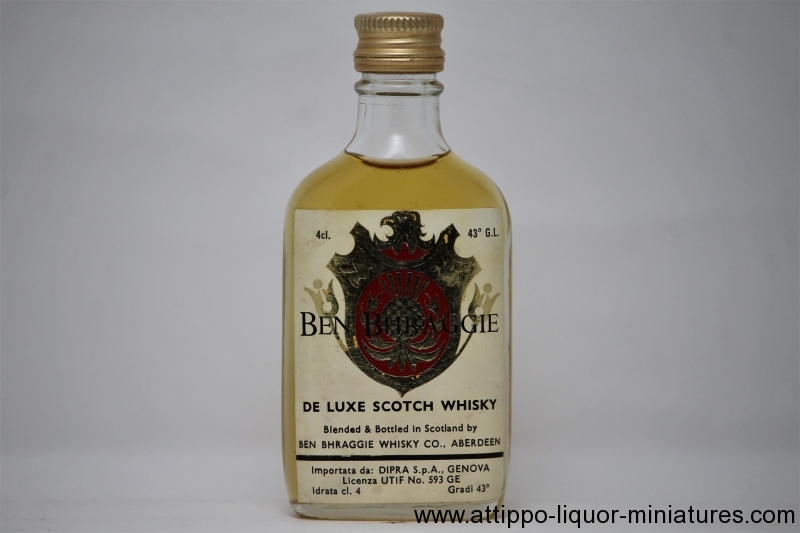 4cl. 43° G.L.
BEN BHRAGGIE
DE LUXE SCOTCH WHISKY
Blended & Bottled in Scotland by
BEN BHRAGGIE WHISKY CO., ABERDEEN
Importata da: DIPRA S.p.A., GENOVA
Licenza UTIF No. 593 GE
Idrata cl. 4 Gradi 43°
www.attippo-liquor-miniatures.com